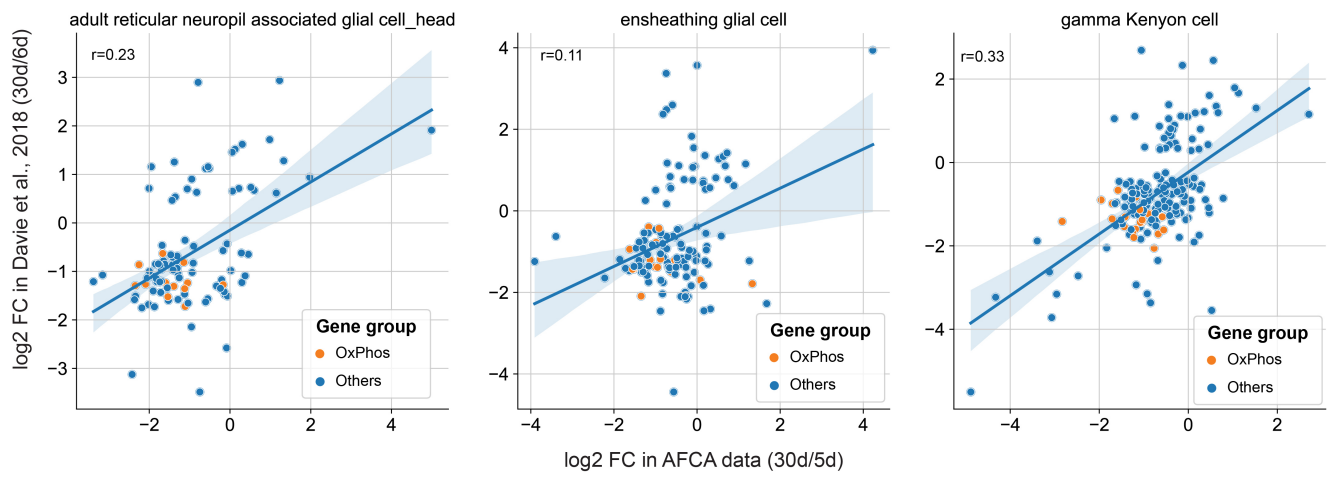 adult reticular neuropil associated glial cell_head
ensheathing glial cell
gamma Kenyon cell
log2 FC in Davie et al., 2018 (30d/6d)
r=0.23
3
2
1
0
−1
−2
−3
−2
0
2
4
Gene group
OxPhos
Others
r=0.11
4
2
0
−2
−4
−4
−2
0
2
4
Gene group
OxPhos
Others
r=0.33
2
0
−2
−4
−4
−2
0
2
Gene group
OxPhos
Others
log2 FC in AFCA data (30d/5d)